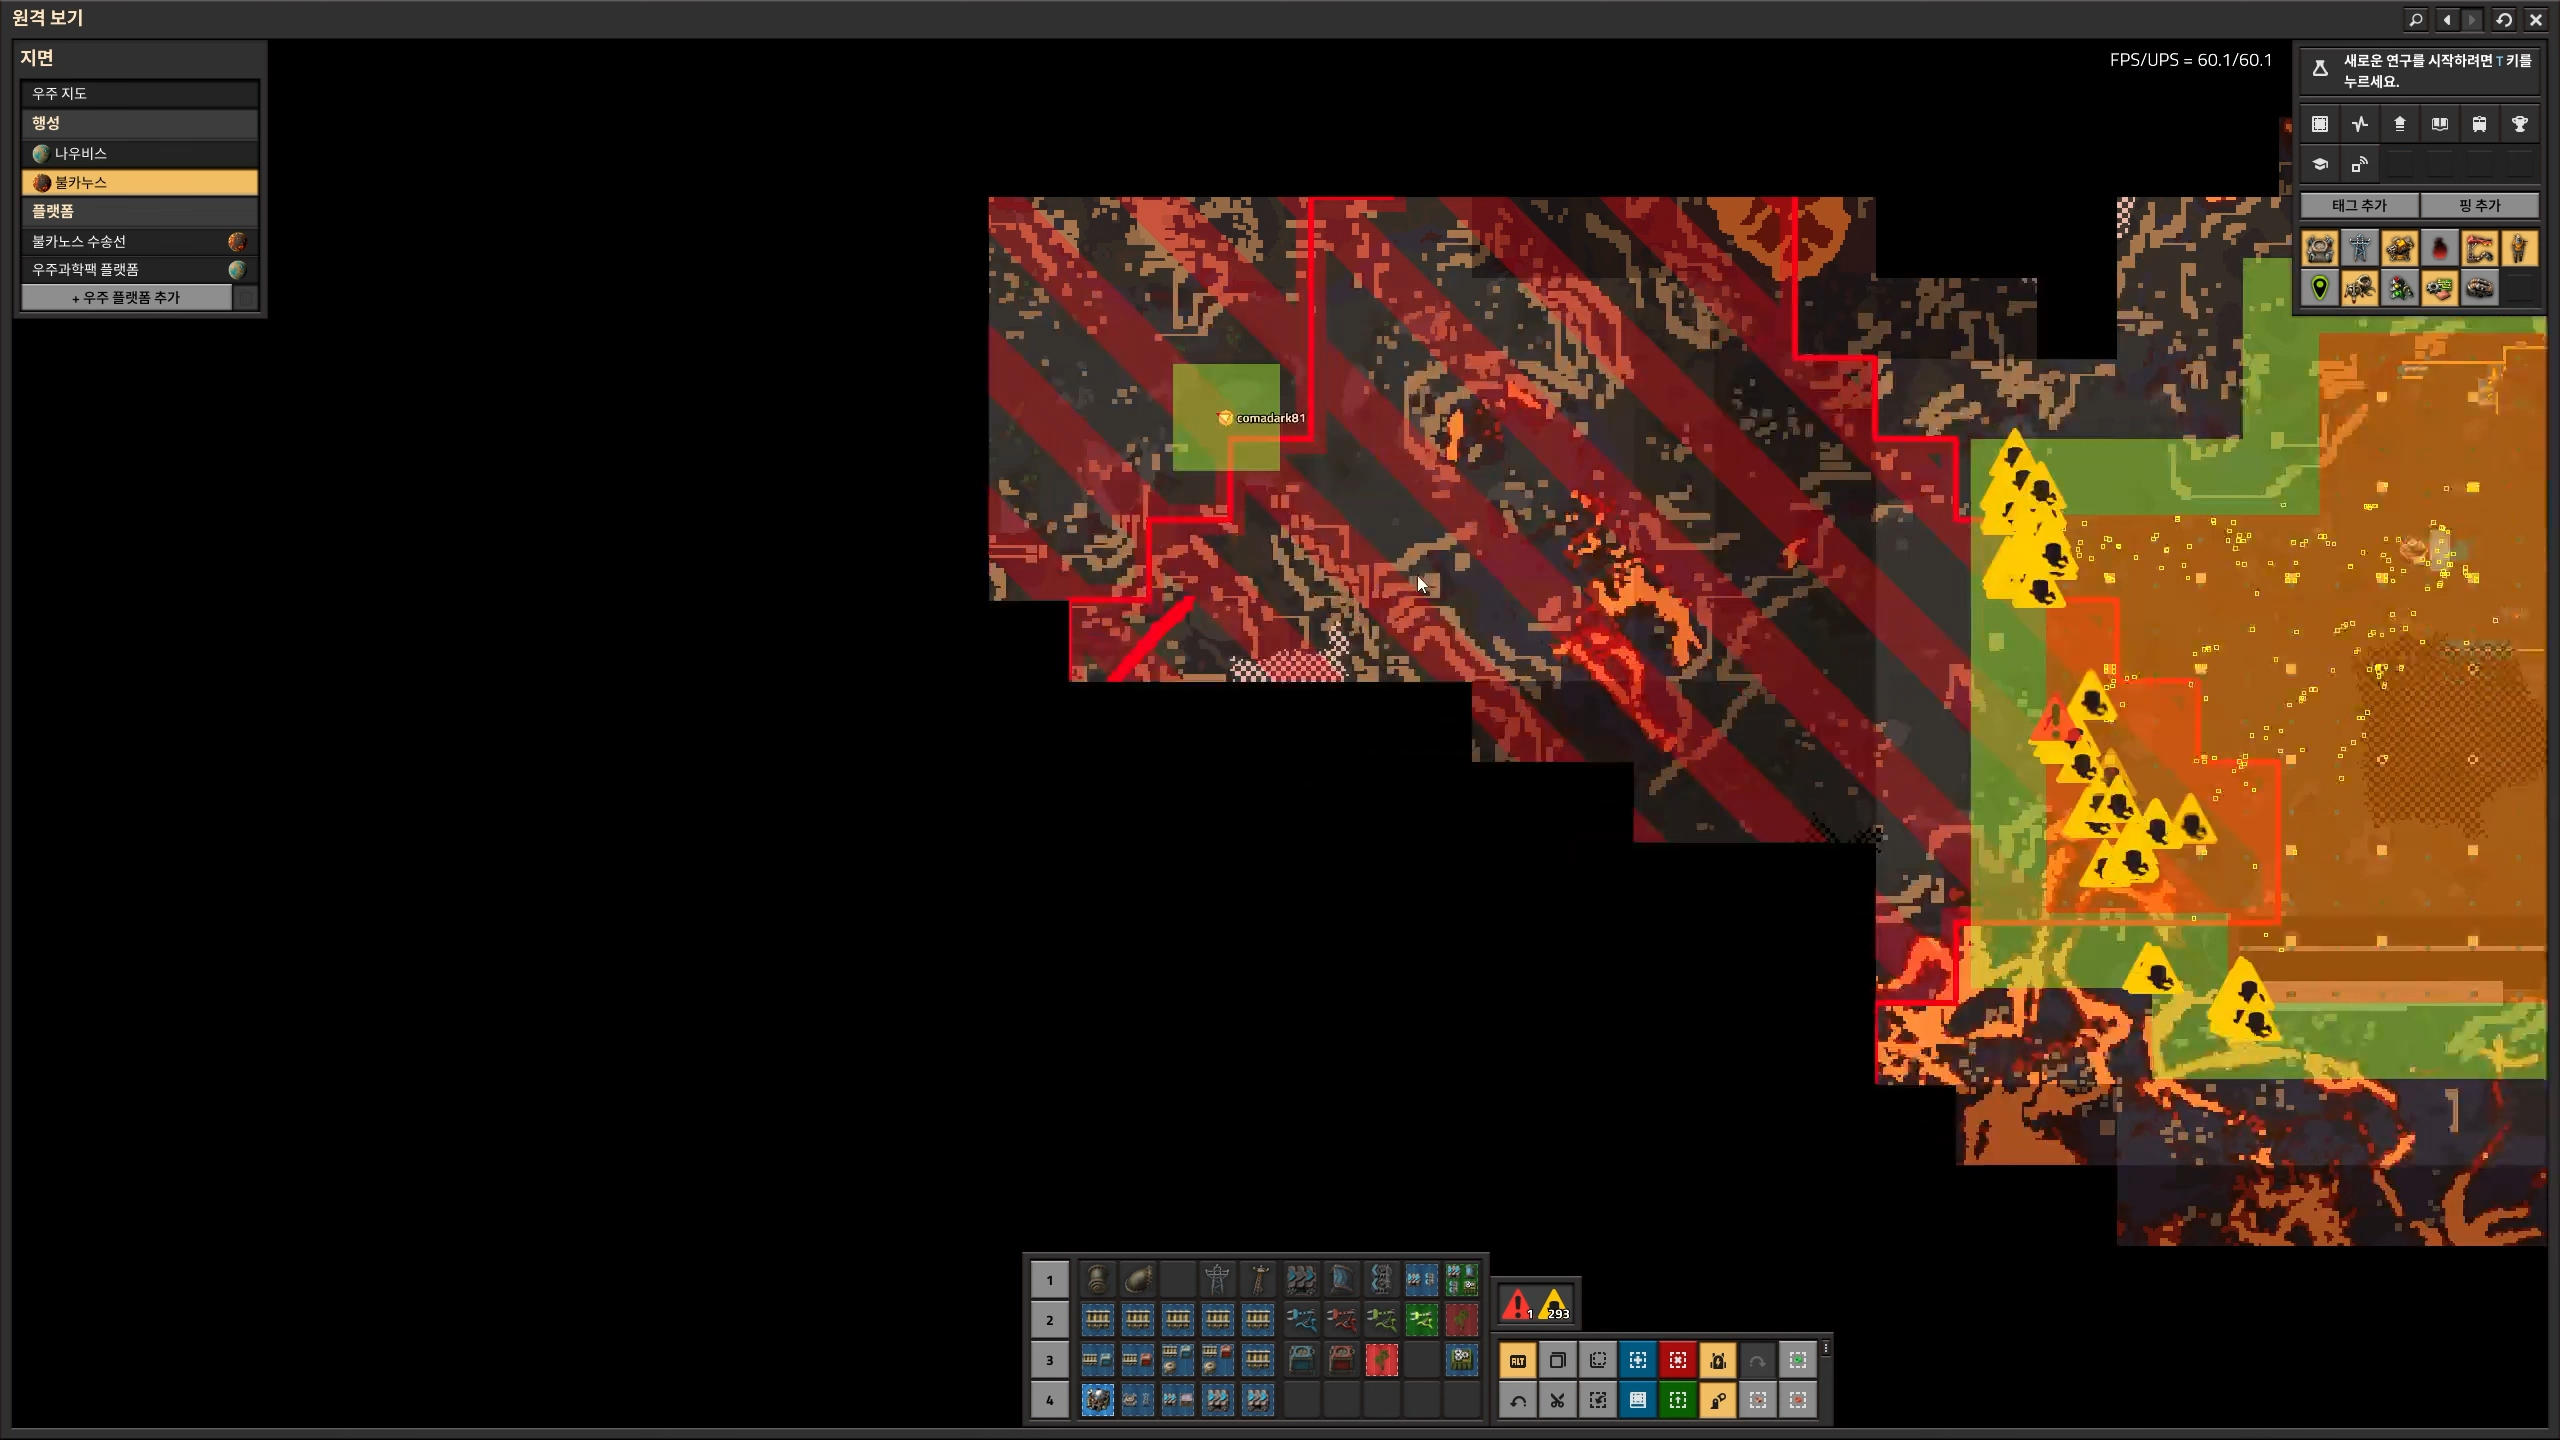 원격 보기
지면
우주 지도
행성
나우비스
불카누스
플랫폼
불카노스 수송선
우주과학팩 플랫폼
+ 우주 플랫폼 추가
FPS/UPS = 60.1/60.1
새로운 연구를 시작하려면 T 키를
누르세요.
태그 추가
핑 추가
comadark81
1
2
3
4
1
293
ALT